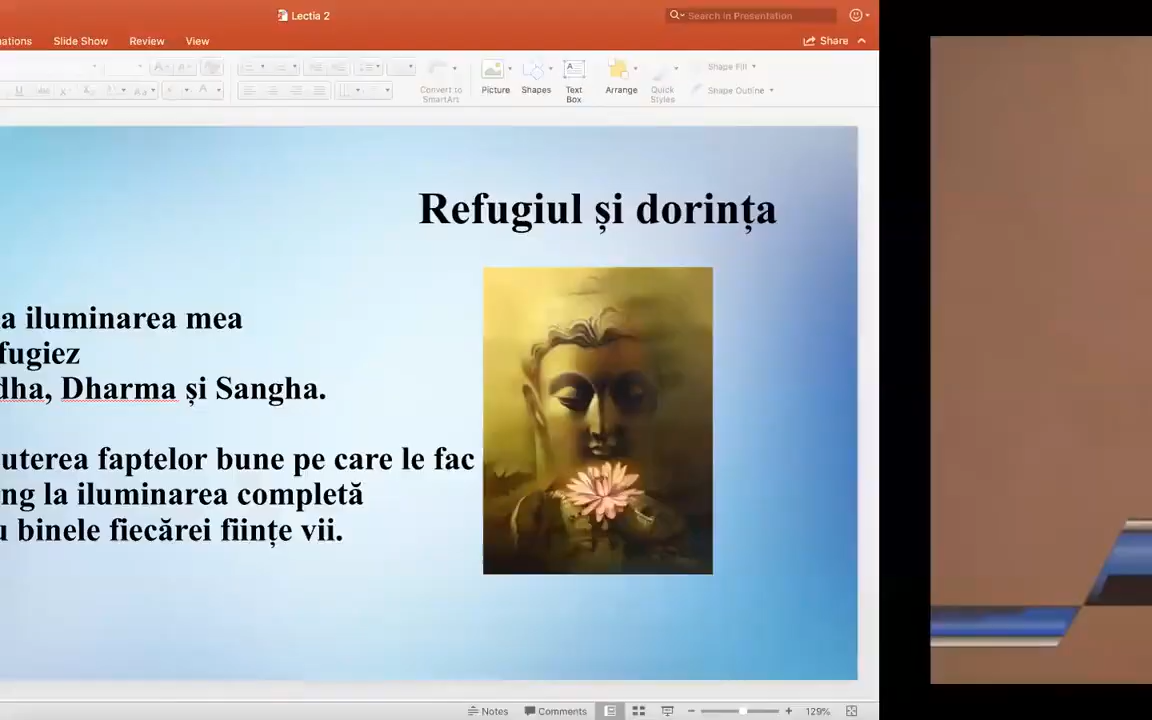 Lectia 2
Search in Presentation
Slide Show Review View
Share
Convert to
SmartArt
Picture
Shapes
Text
Box
Arrange
Quick
Styles
Shape Fill
Shape Outline
Refugiul și dorința
a iluminarea mea
fugiez
dha, Dharma și Sangha.
uterea faptelor bune pe care le fac
ng la iluminarea completă
u binele fiecărei ființe vii.
Notes Comments 129%